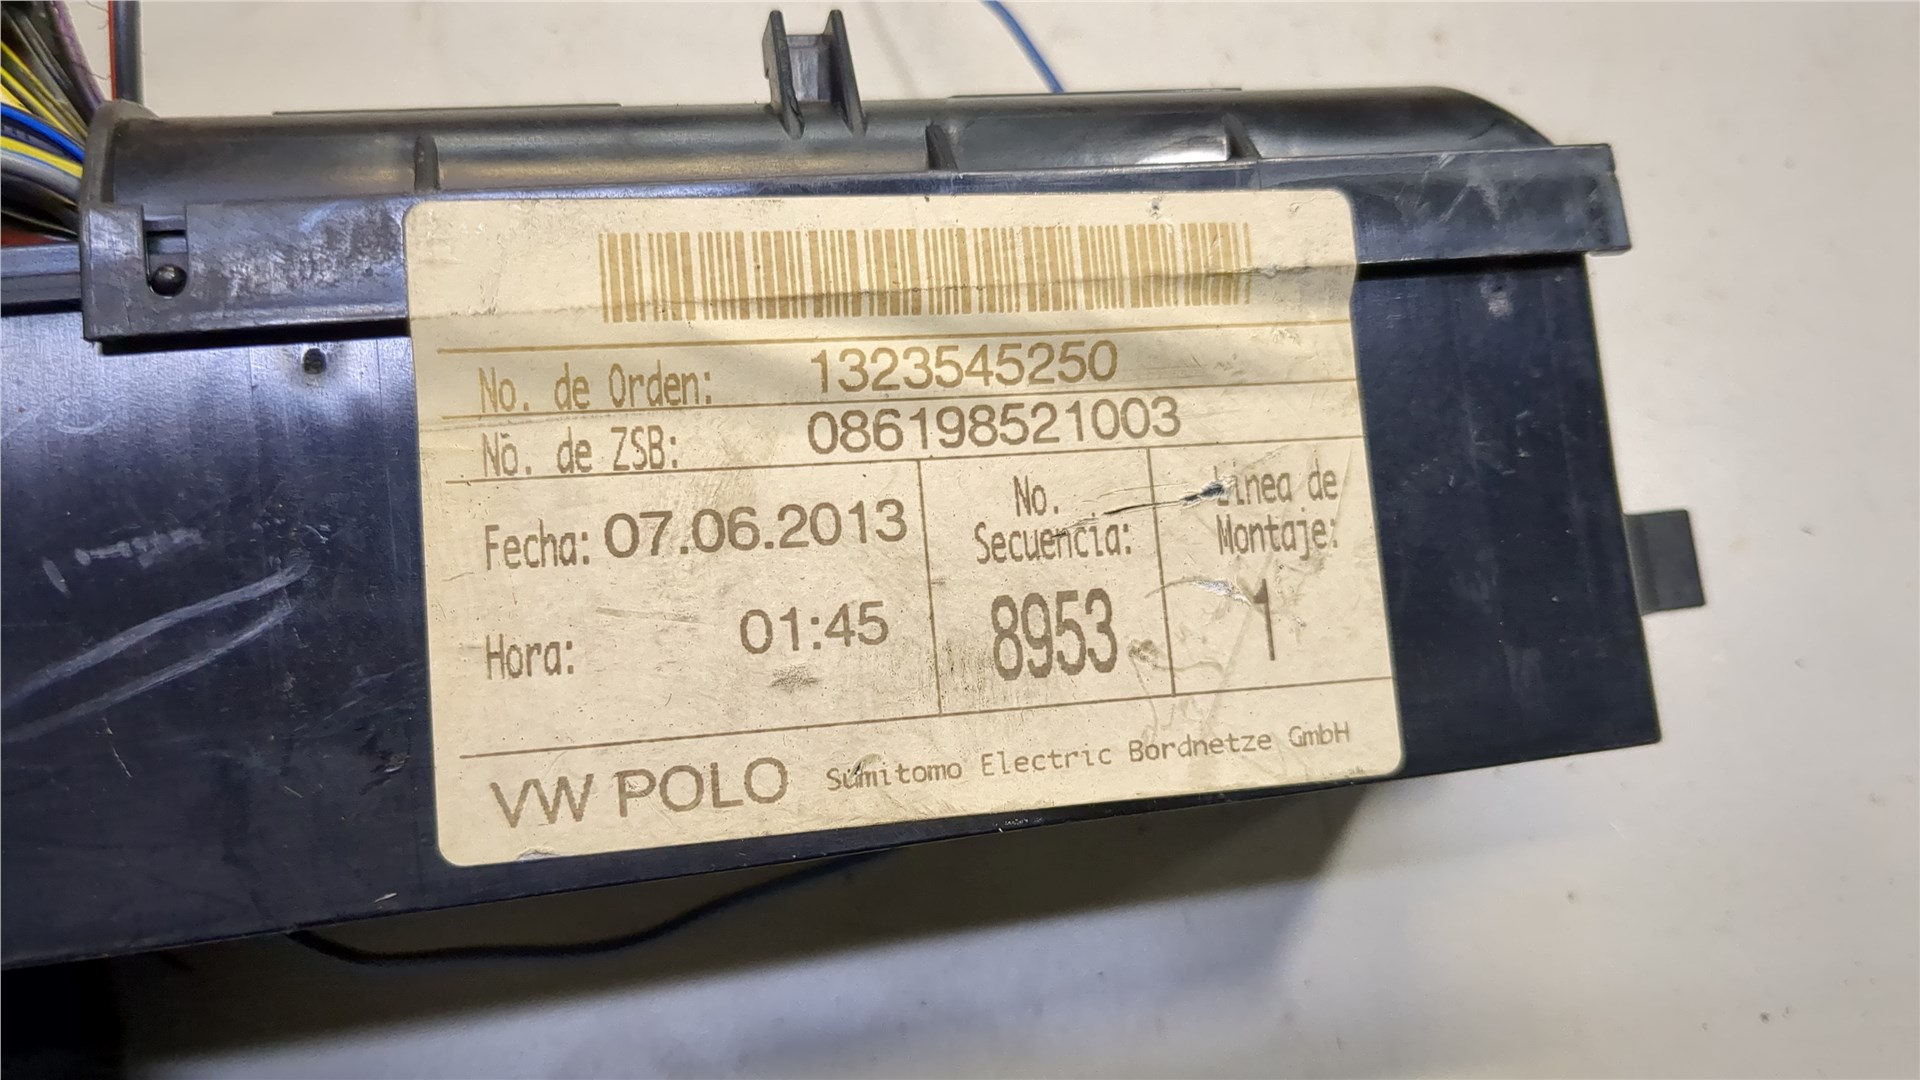 No. de Orden: 1323545250
No. de ZSB: 086198521003
Fecha: 07.06.2013
Hora: 01:45
No.
Secuencia:
8953
Línea de
Montaje:
1
VW POLO Sumitomo Electric Bordnetze GmbH